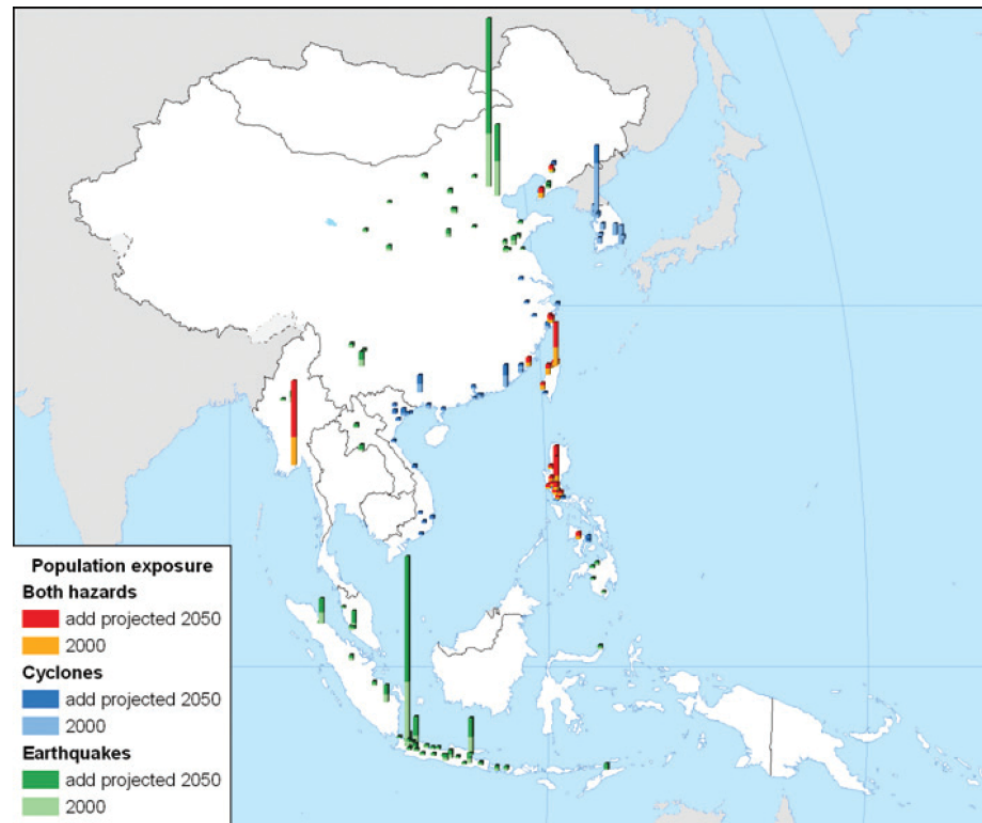 Population exposure
Both hazards
add projected 2050
2000
Cyclones
add projected 2050
2000
Earthquakes
add projected 2050
2000